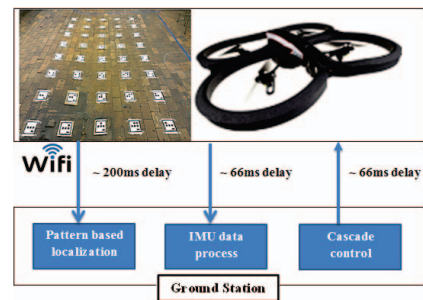 Wifi
~ 200ms delay
~ 66ms delay
~ 66ms delay
Pattern based
localization
IMU data
process
Cascade
control
Ground Station